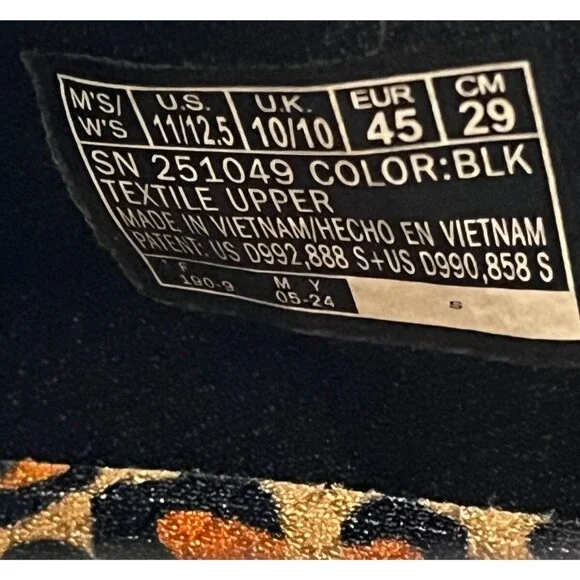 M'S/ W'S U.S. 11/12.5 U.K. 10/10 EUR 45 CM 29
SN 251049 COLOR:BLK
TEXTILE UPPER
MADE IN VIETNAM/HECHO EN VIETNAM
PATENT: US D992,888 S+US D990,858 S
F M Y
190-9 05-24 S